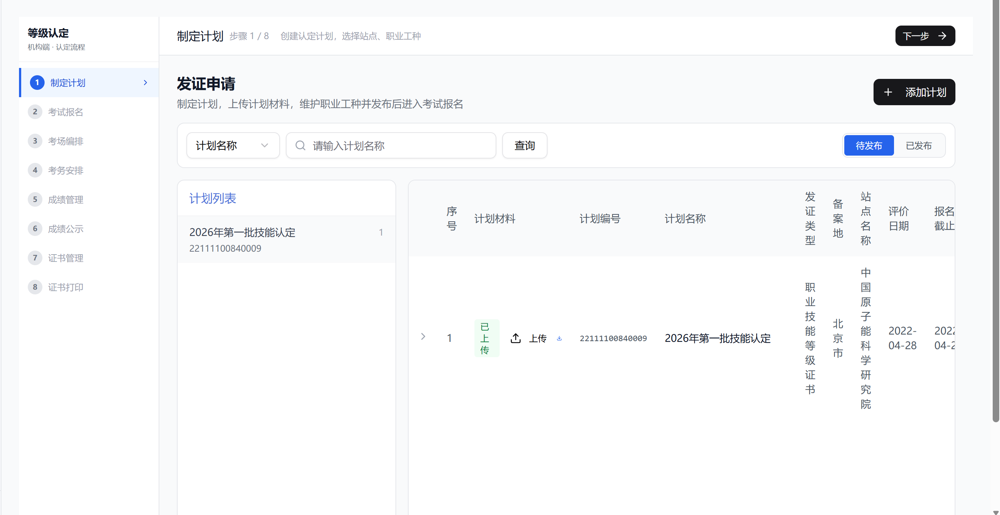 等级认定
机构端 · 认定流程
1 制定计划
2 考试报名
3 考场编排
4 考务安排
5 成绩管理
6 成绩公示
7 证书管理
8 证书打印
制定计划 步骤 1 / 8 创建认定计划，选择站点、职业工种
下一步
发证申请
制定计划，上传计划材料，维护职业工种并发布后进入考试报名
添加计划
计划名称
请输入计划名称
查询
待发布
已发布
计划列表
2026年第一批技能认定 1
22111100840009
序号
计划材料
计划编号
计划名称
发证类型
备案地
站点名称
评价日期
报名截止
1
已上传
上传
22111100840009
2026年第一批技能认定
职业技能等级证书
北京市
中国原子能科学研究院
2022-
04-28